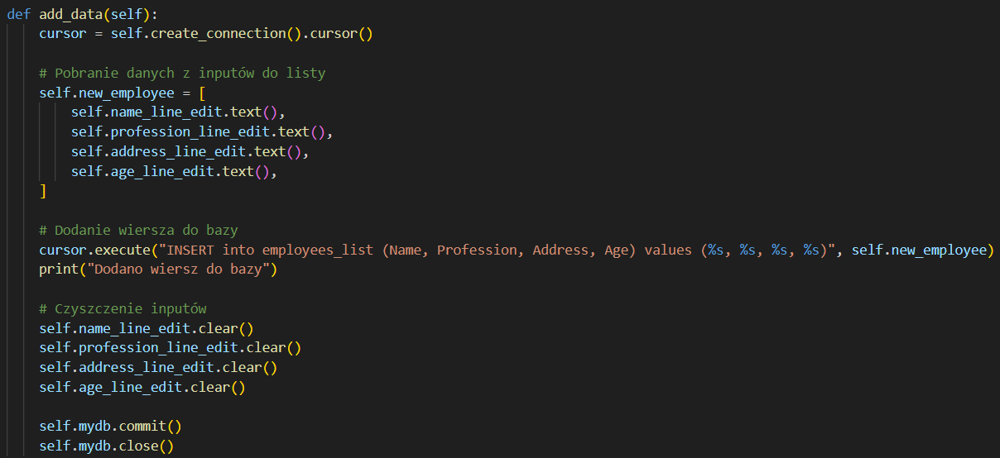 def add_data(self):
cursor = self.create_connection().cursor()
# Pobranie danych z inputów do listy
self.new_employee = [
self.name_line_edit.text(),
self.profession_line_edit.text(),
self.address_line_edit.text(),
self.age_line_edit.text(),
]
# Dodanie wiersza do bazy
cursor.execute("INSERT into employees_list (Name, Profession, Address, Age) values (%s, %s, %s, %s)", self.new_employee)
print("Dodano wiersz do bazy")
# Czyszczenie inputów
self.name_line_edit.clear()
self.profession_line_edit.clear()
self.address_line_edit.clear()
self.age_line_edit.clear()
self.mydb.commit()
self.mydb.close()